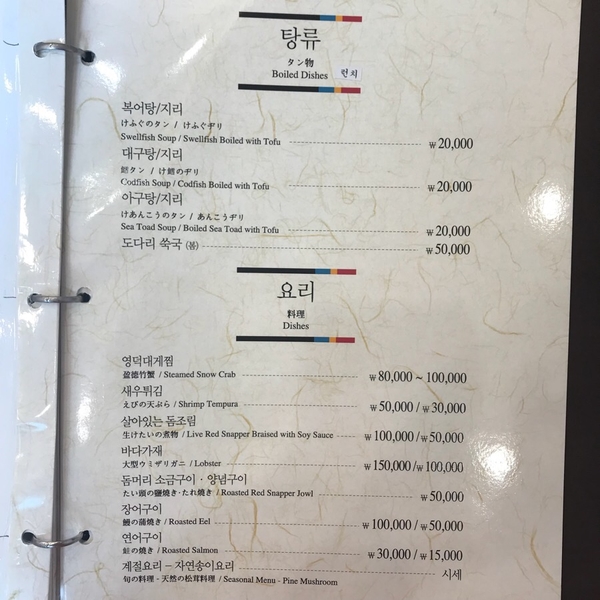 탕류
タン物
Boiled Dishes 런치
복어탕/지리
けふぐのタン / けふぐヂリ
Swellfish Soup / Swellfish Boiled with Tofu ₩20,000
대구탕/지리
鱈タン / け鱈のヂリ
Codfish Soup / Codfish Boiled with Tofu ₩20,000
아구탕/지리
けあんこうのタン / あんこうヂリ
Sea Toad Soup / Boiled Sea Toad with Tofu ₩20,000
도다리 쑥국 (봄) ₩50,000
요리
料理
Dishes
영덕대게찜
盈徳竹蟹 / Steamed Snow Crab ₩80,000 ~ 100,000
새우튀김
えびの天ぷら / Shrimp Tempura ₩50,000 / ₩30,000
살아있는 돔조림
生けたいの煮物 / Live Red Snapper Braised with Soy Sauce ₩100,000 / ₩50,000
바다가재
大型ウミザリガニ / Lobster ₩150,000 / ₩100,000
돔머리 소금구이 · 양념구이
たい頭の鹽焼き·たれ焼き / Roasted Red Snapper Jowl ₩50,000
장어구이
鰻の蒲焼き / Roasted Eel ₩100,000 / ₩50,000
연어구이
鮭の焼き / Roasted Salmon ₩30,000 / ₩15,000
계절요리 – 자연송이요리 시세
旬の料理 - 天然の松茸料理 / Seasonal Menu - Pine Mushroom